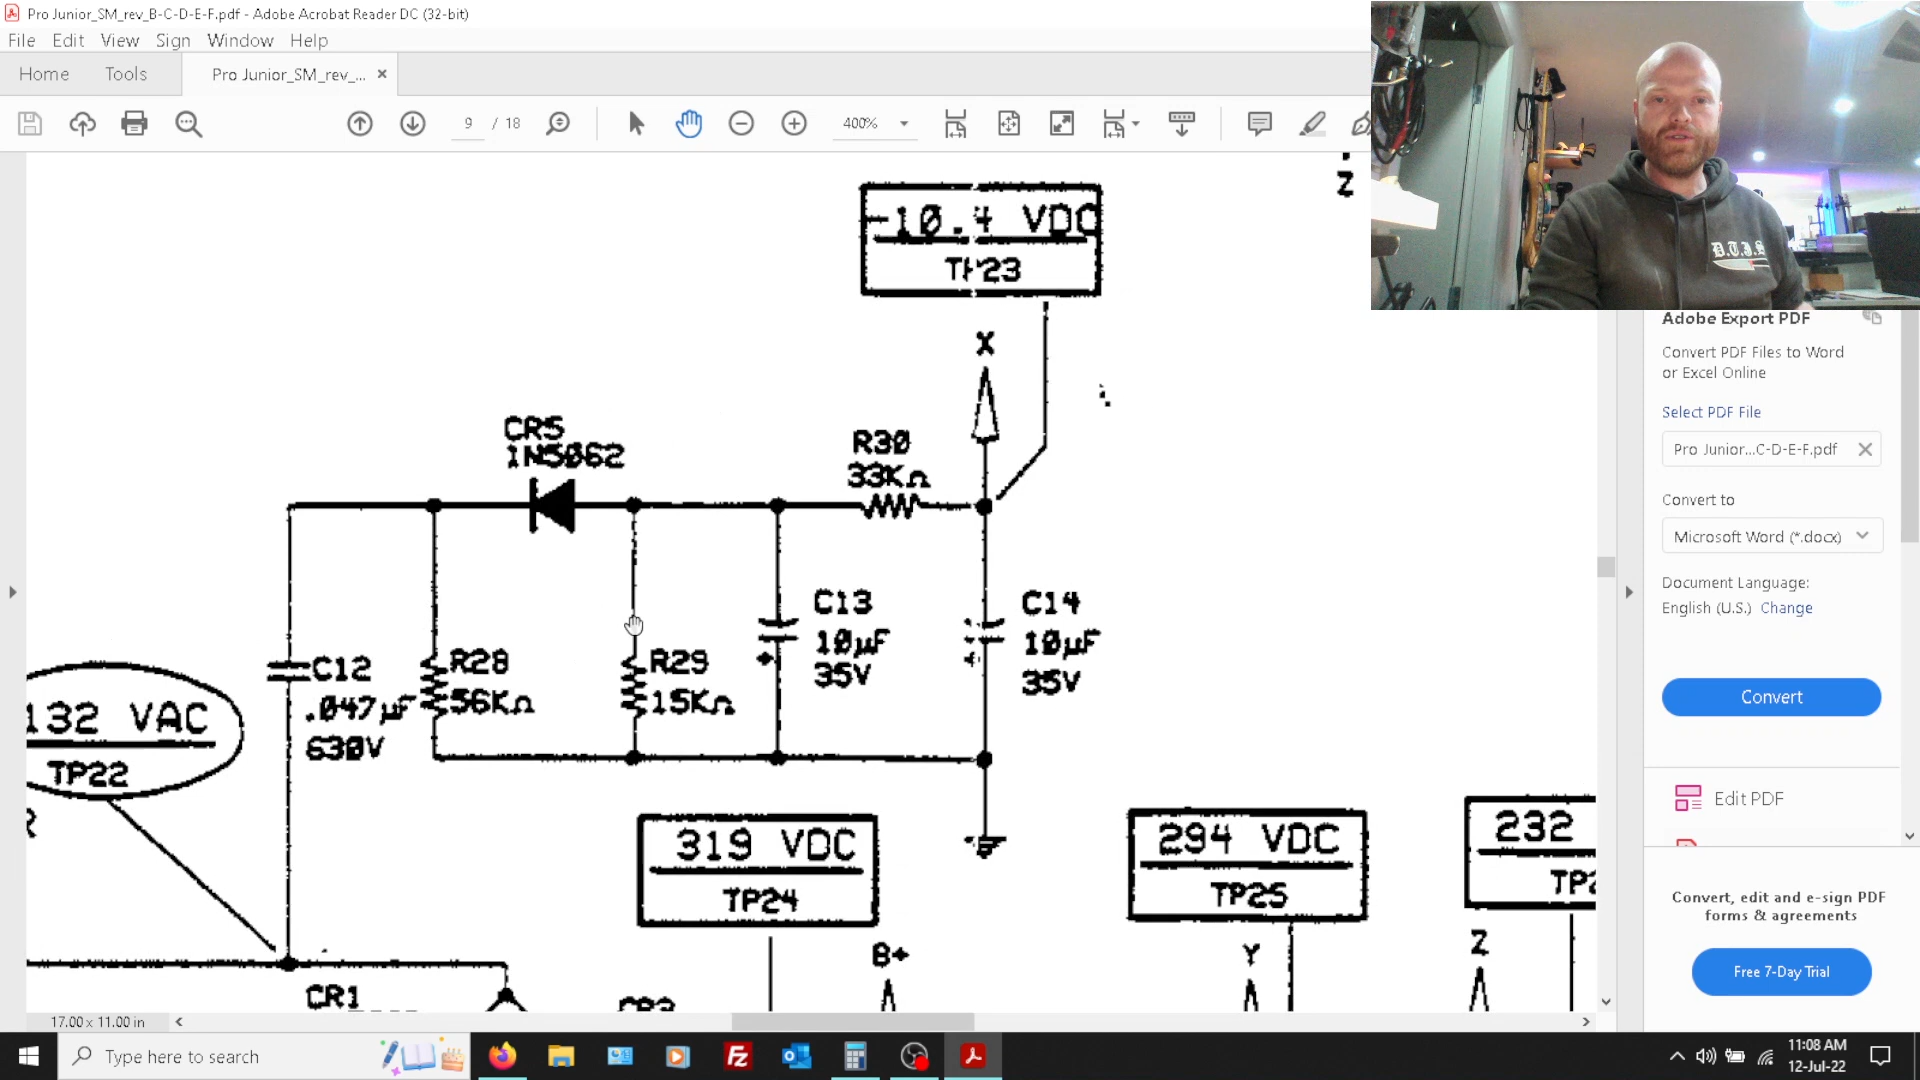 Pro Junior_SM_rev_B-C-D-E-F.pdf - Adobe Acrobat Reader DC (32-bit)
File Edit View Sign Window Help
Home Tools Pro Junior_SM_rev_...
9 / 18 400%
-10.4 VDC
TP23
Z
X
CR5
1N5062
R30
33KΩ
C12
.047µF
630V
R28
56KΩ
R29
15KΩ
C13
10µF
35V
C14
10µF
35V
132 VAC
TP22
R
319 VDC
TP24
B+
294 VDC
TP25
Y
232
Z
CR1
17.00 x 11.00 in
D.T.I.S
Adobe Export PDF
Convert PDF Files to Word
or Excel Online
Select PDF File
Pro Junior...C-D-E-F.pdf
Convert to
Microsoft Word (*.docx)
Document Language:
English (U.S.) Change
Convert
Edit PDF
Convert, edit and e-sign PDF
forms & agreements
Free 7-Day Trial
Type here to search
11:08 AM
12-Jul-22